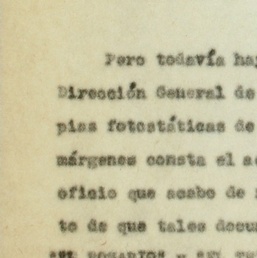 Pero todavía hay
Dirección General de
pias fotostáticas de
márgenes consta el
oficio que acabo de
to de que tales docu